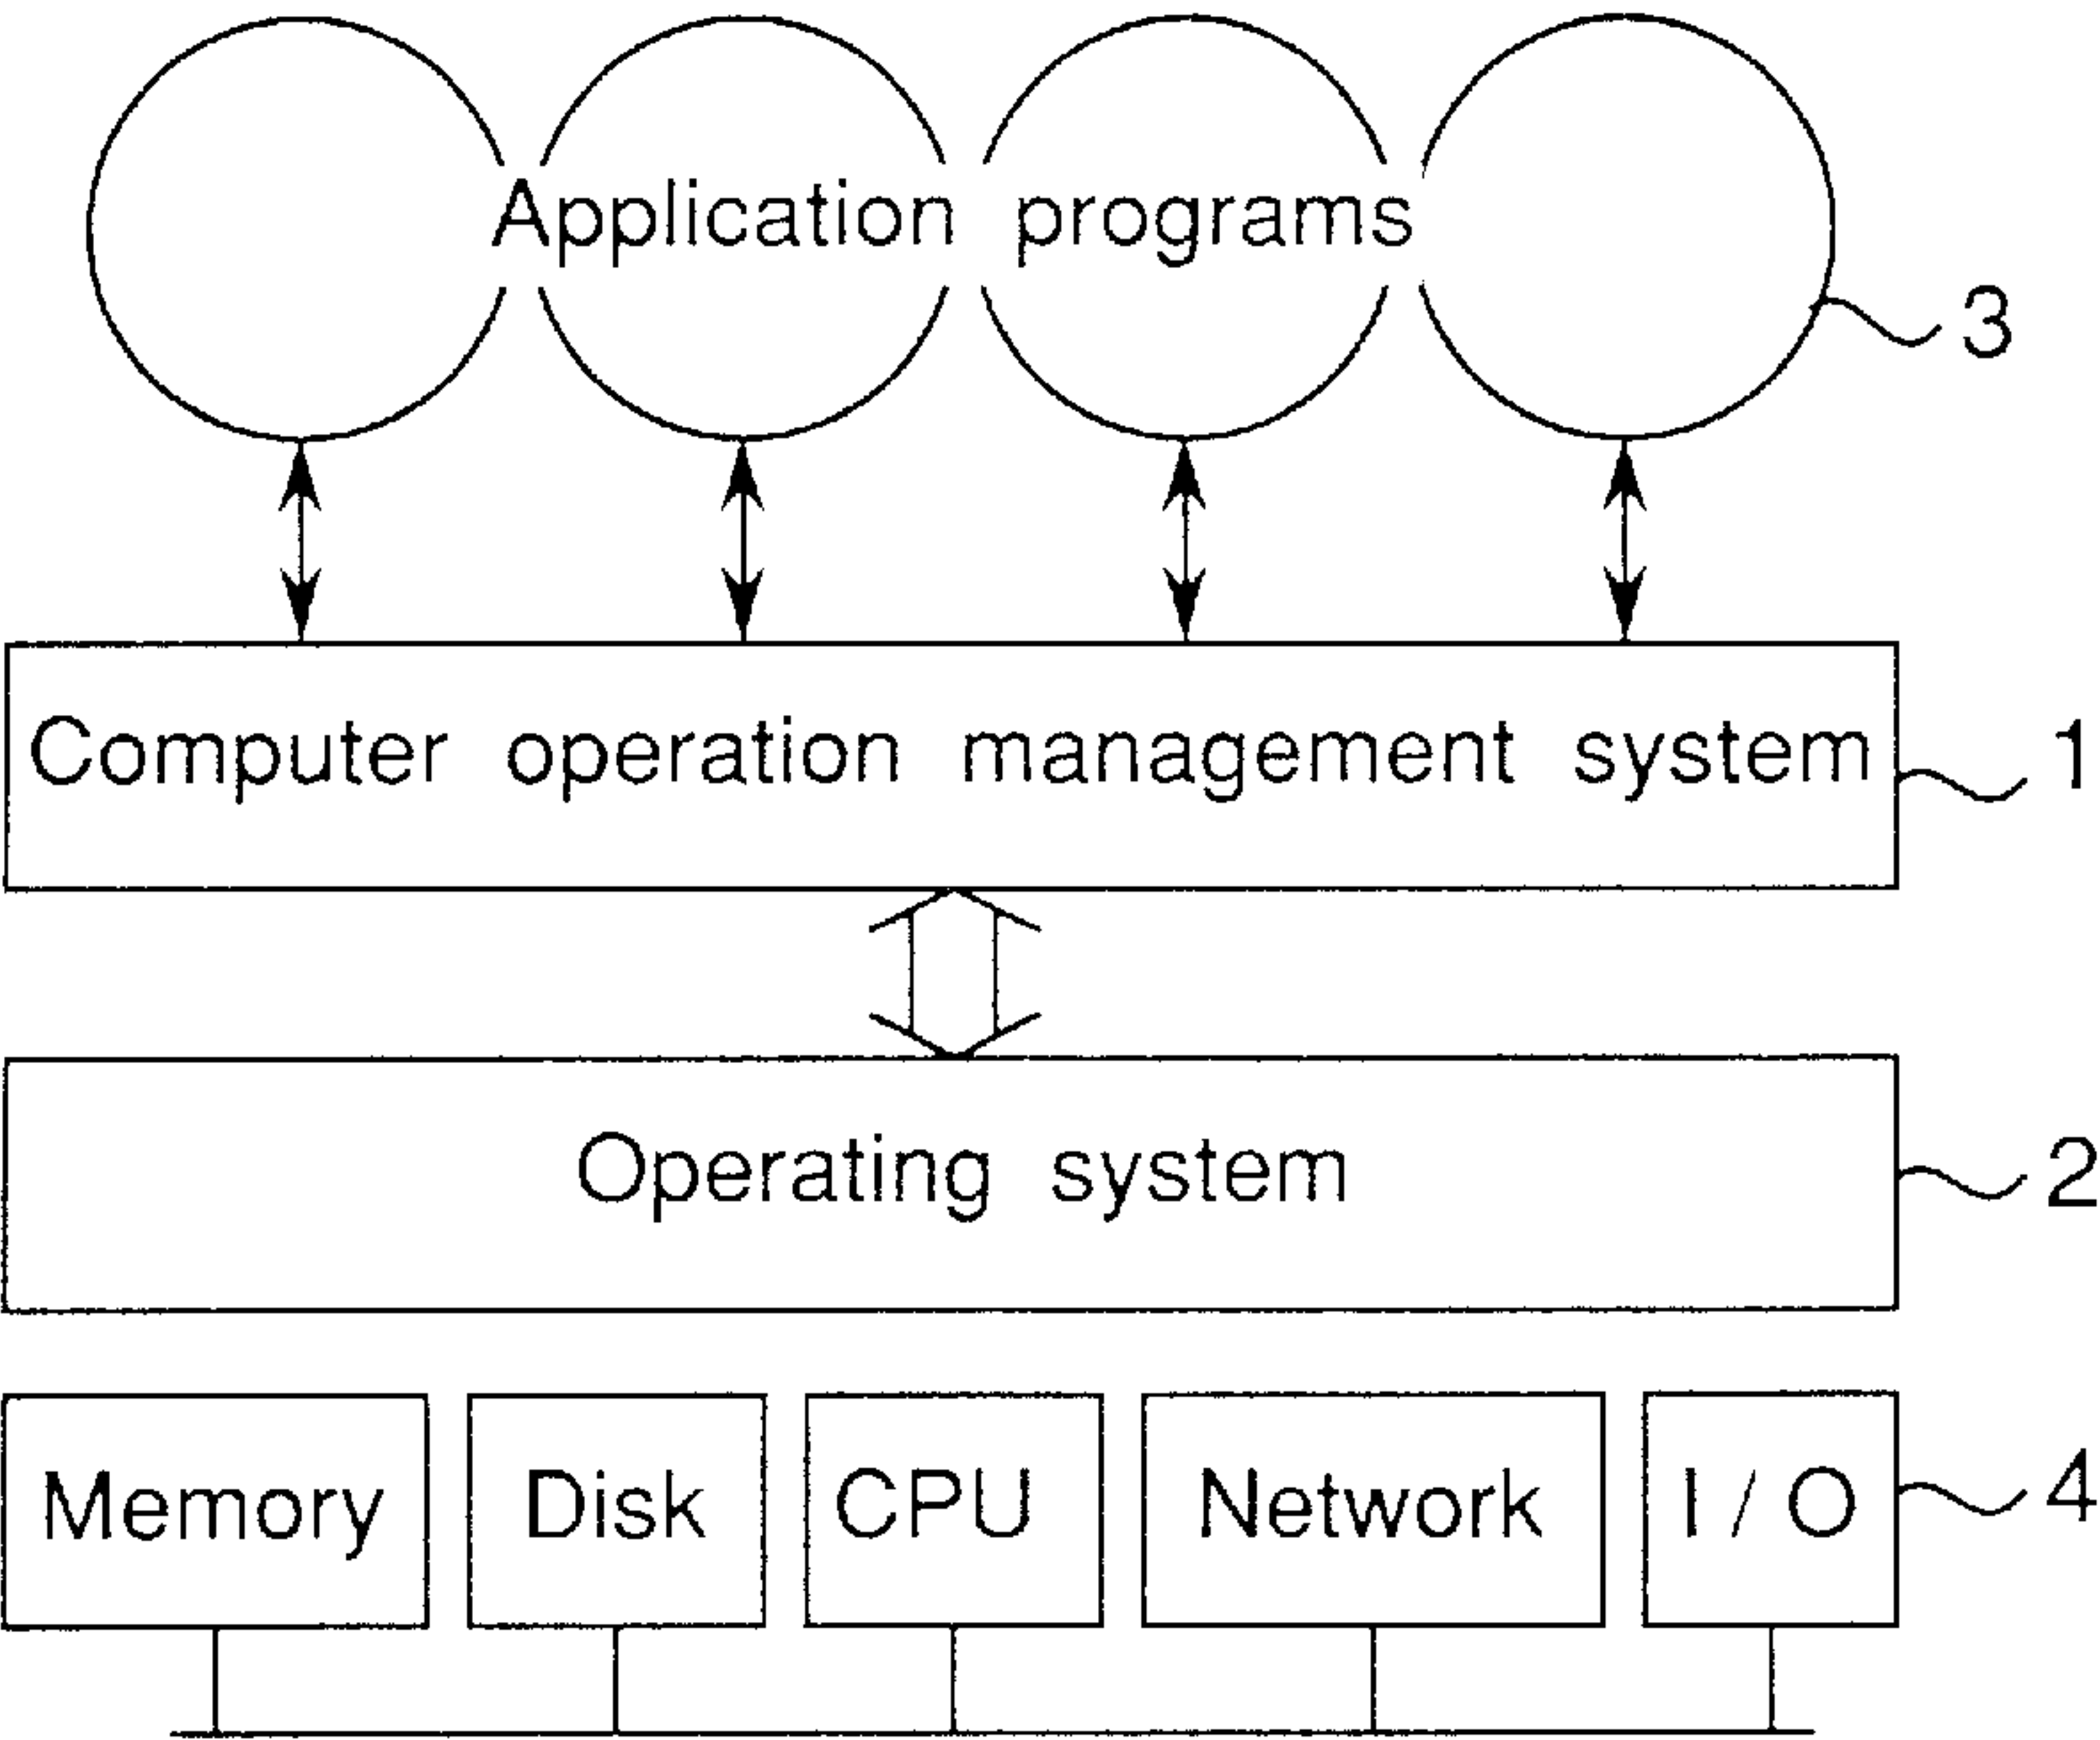 Application programs
3
Computer operation management system 1
Operating system 2
Memory Disk CPU Network I / O 4